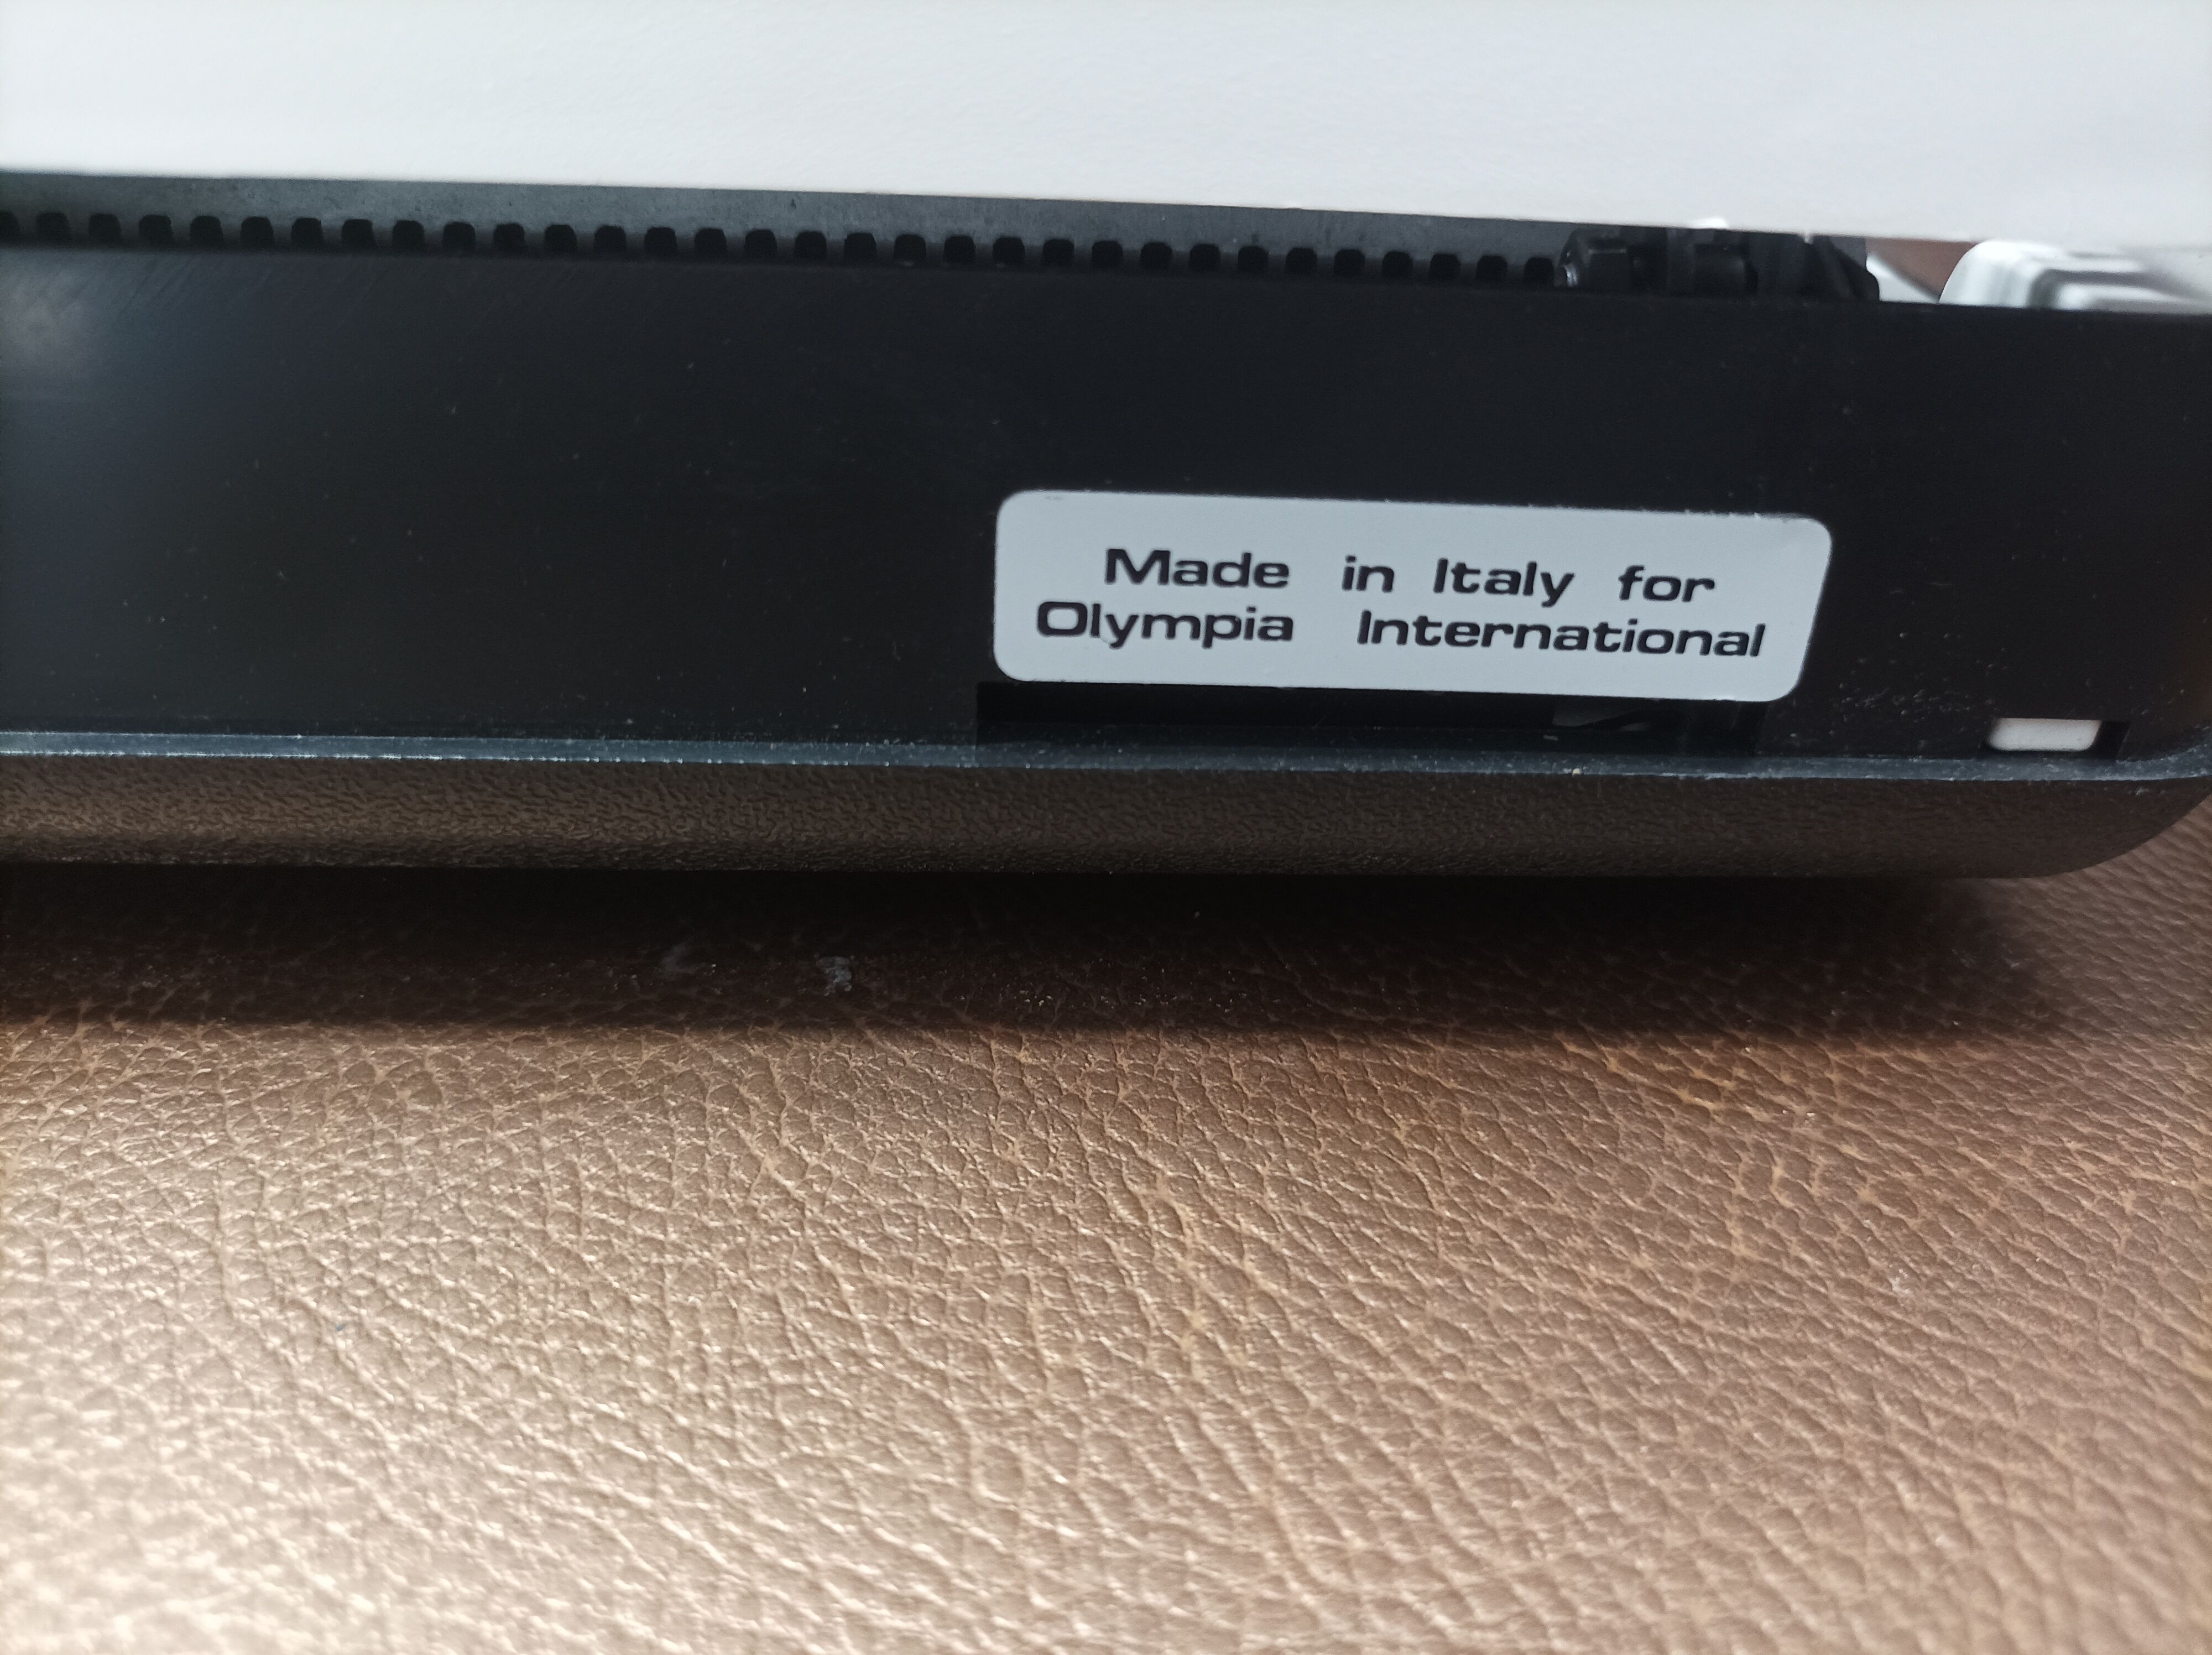 Made in Italy for
Olympia International